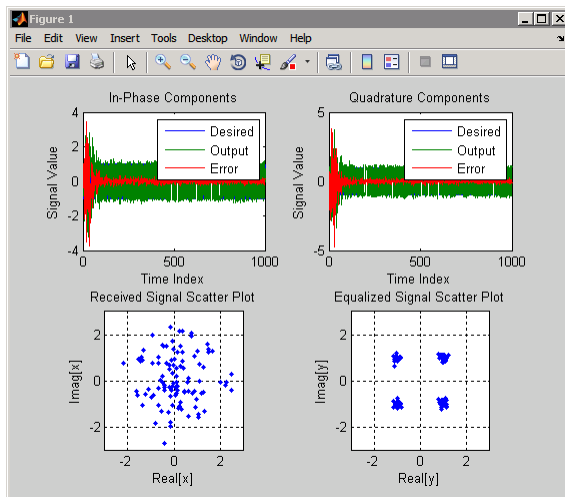 Figure 1
File Edit View Insert Tools Desktop Window Help
In-Phase Components
Quadrature Components
4
2
0
-2
-4
Signal Value
Desired
Output
Error
0
500
1000
Time Index
5
0
-5
Signal Value
Desired
Output
Error
0
500
1000
Time Index
Received Signal Scatter Plot
Equalized Signal Scatter Plot
2
0
-2
Imag[x]
-2
0
2
Real[x]
2
0
-2
Imag[y]
-2
0
2
Real[y]